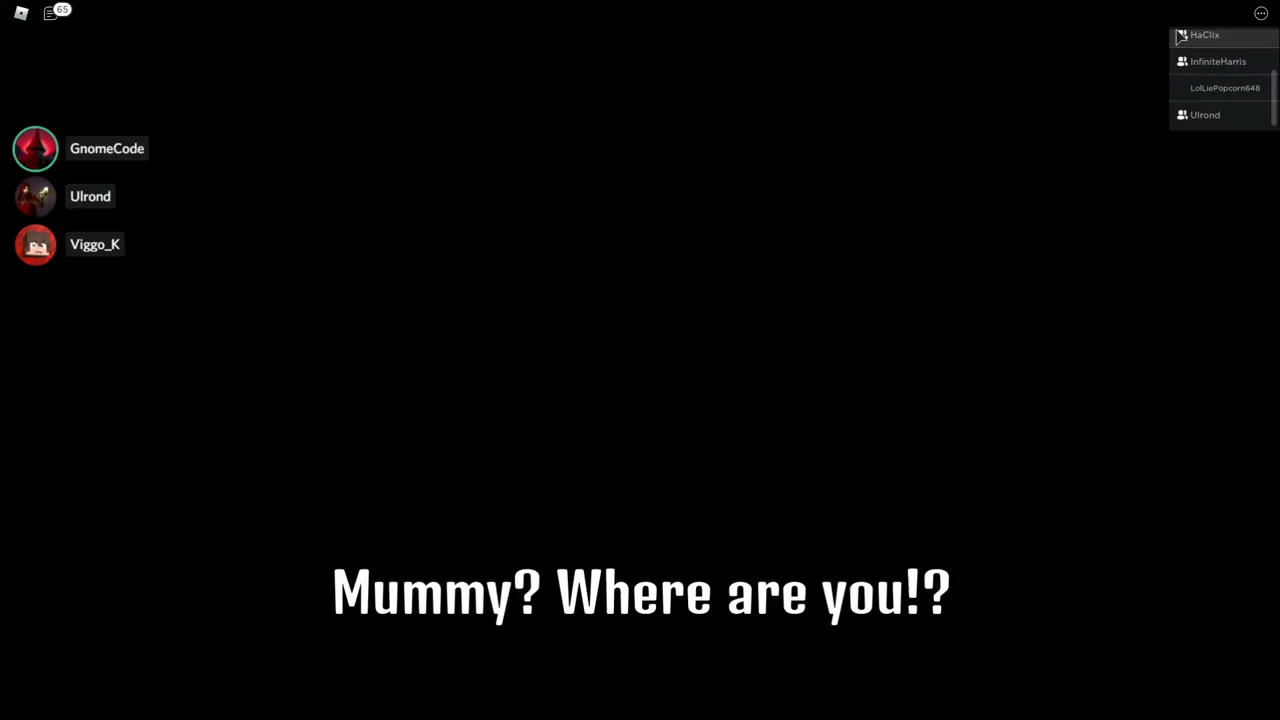 65
HaClix
InfiniteHarris
LolLiePopcorn648
Ulrond
GnomeCode
Ulrond
Viggo_K
Mummy? Where are you!?